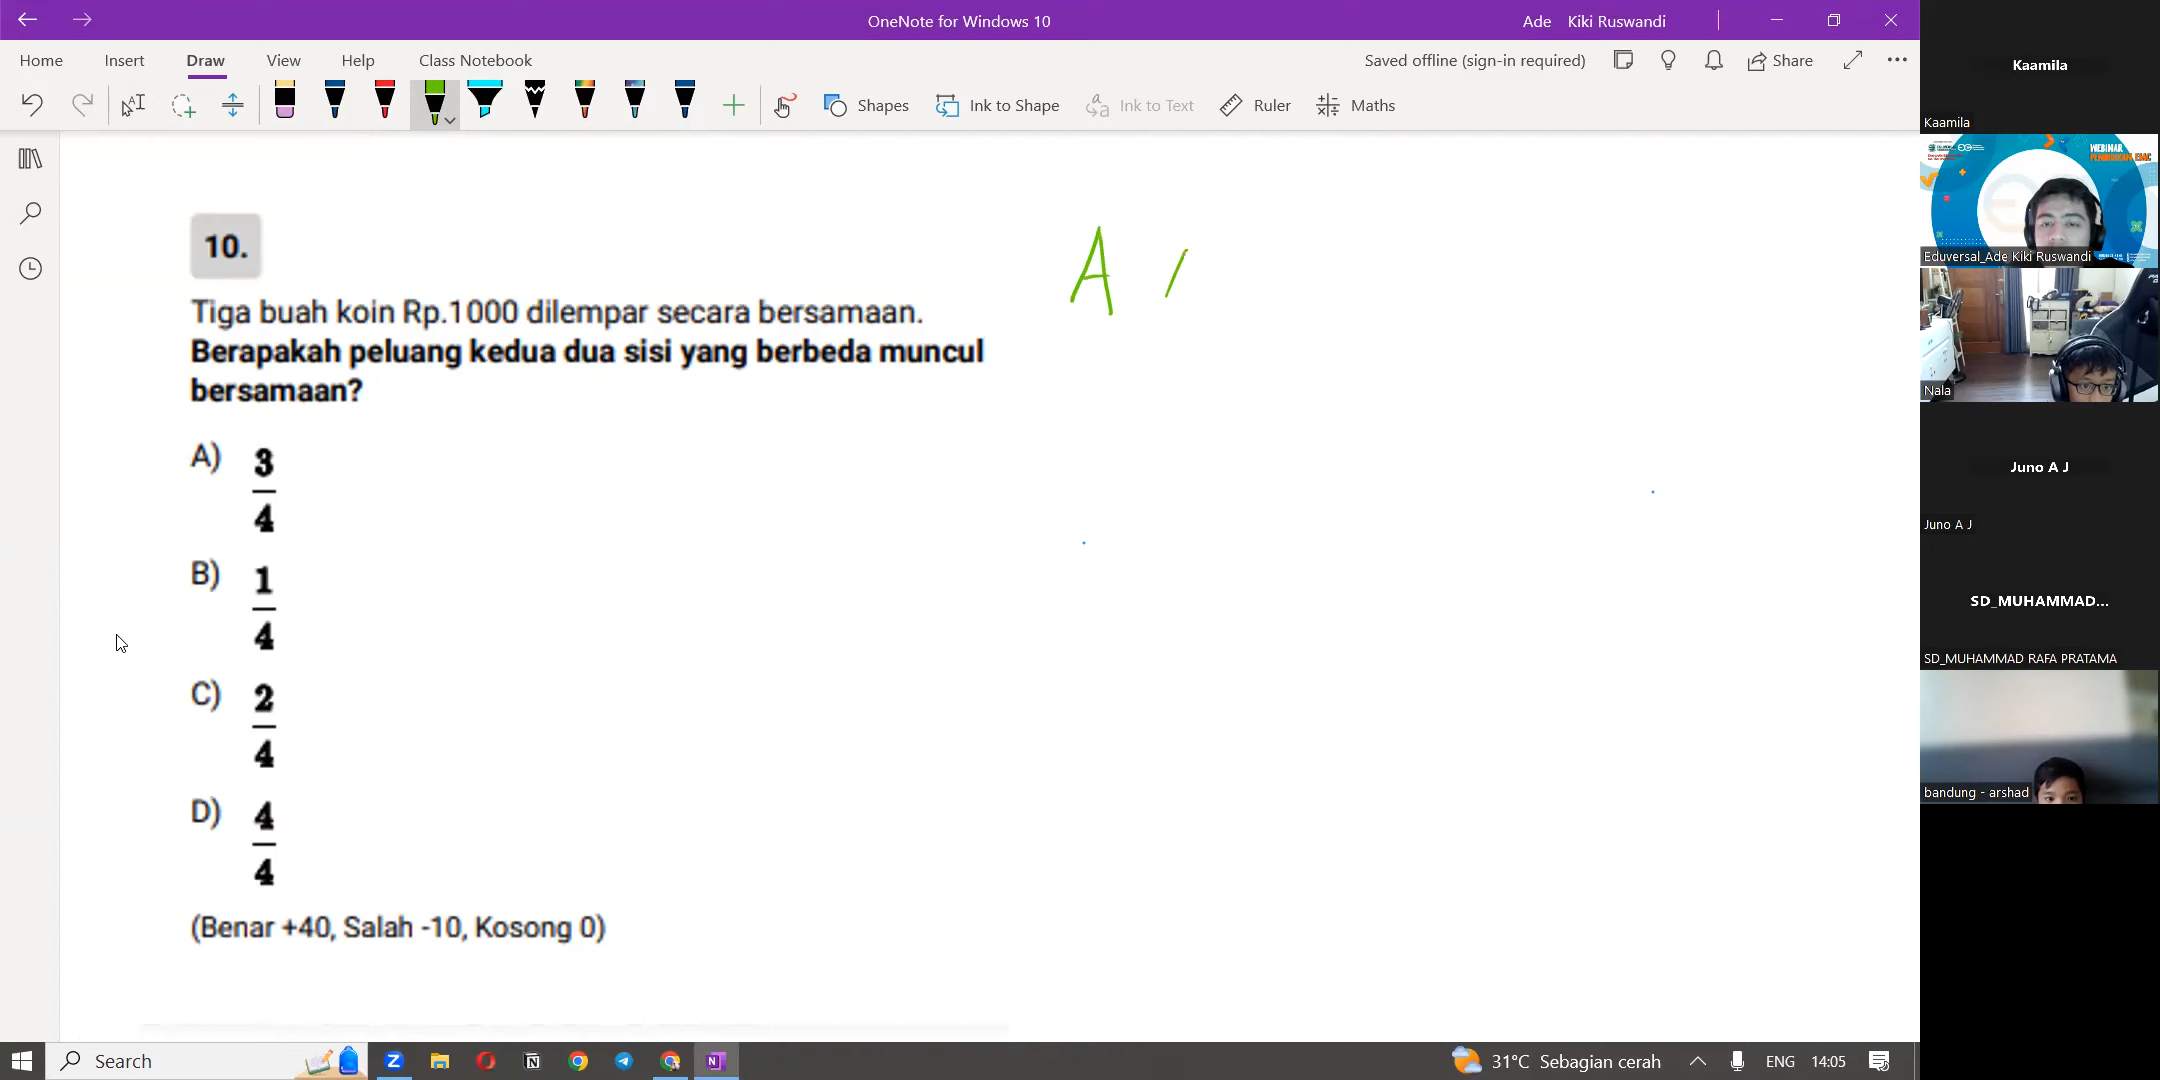 OneNote for Windows 10
Ade Kiki Ruswandi
Home Insert Draw View Help Class Notebook
Saved offline (sign-in required) Share
Shapes Ink to Shape Ink to Text Ruler Maths
10.
Tiga buah koin Rp.1000 dilempar secara bersamaan.
Berapakah peluang kedua dua sisi yang berbeda muncul
bersamaan?
A) 3/4
B) 1/4
C) 2/4
D) 4/4
(Benar +40, Salah -10, Kosong 0)
A /
Kaamila
Kaamila
WEBINAR
PENDIDIKAN EMC
Eduversal_Ade Kiki Ruswandi
Nala
Juno A J
Juno A J
SD_MUHAMMAD...
SD_MUHAMMAD RAFA PRATAMA
bandung - arshad
Search
31°C Sebagian cerah ENG 14:05